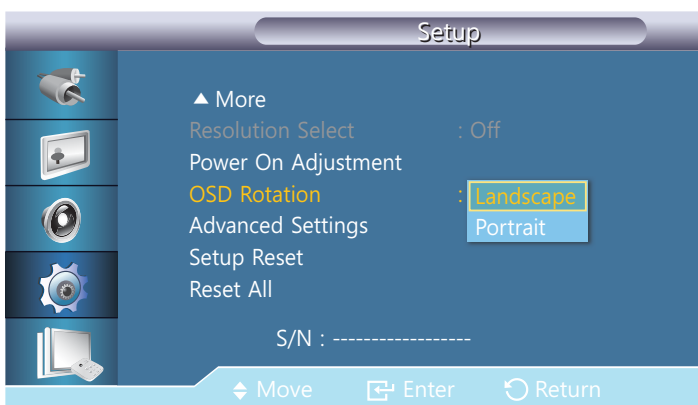 Setup
▲ More
Resolution Select : Off
Power On Adjustment
OSD Rotation : Landscape
Advanced Settings Portrait
Setup Reset
Reset All
S/N : ------------------
Move Enter Return